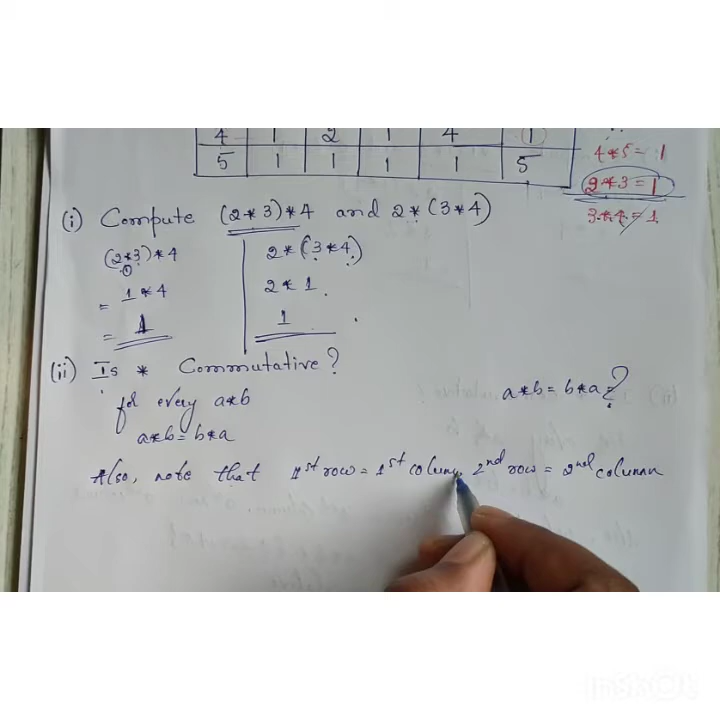 4 1 2 1 4 1
5 1 1 1 1 5
4*5=1
2*3=1
3*4=1
(i) Compute (2*3)*4 and 2*(3*4)
(2*3)*4
= 1*4
= 1
2*(3*4)
2*1
1
(ii) Is * Commutative?
for every a*b
a*b=b*a
a*b=b*a=?
Also, note that 1st row = 1st column, 2nd row = 2nd column